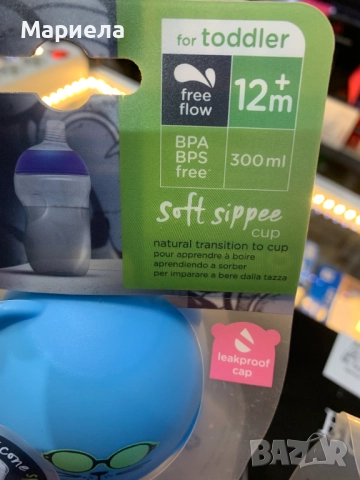 Мариела
for toddler
free
flow
12+
m
BPA
BPS
free
300ml
soft sippee
cup
natural transition to cup
pour apprendre à boire
aprendiendo a sorber
per imparare a bere dalla tazza
leakproof
cap
BAZAR